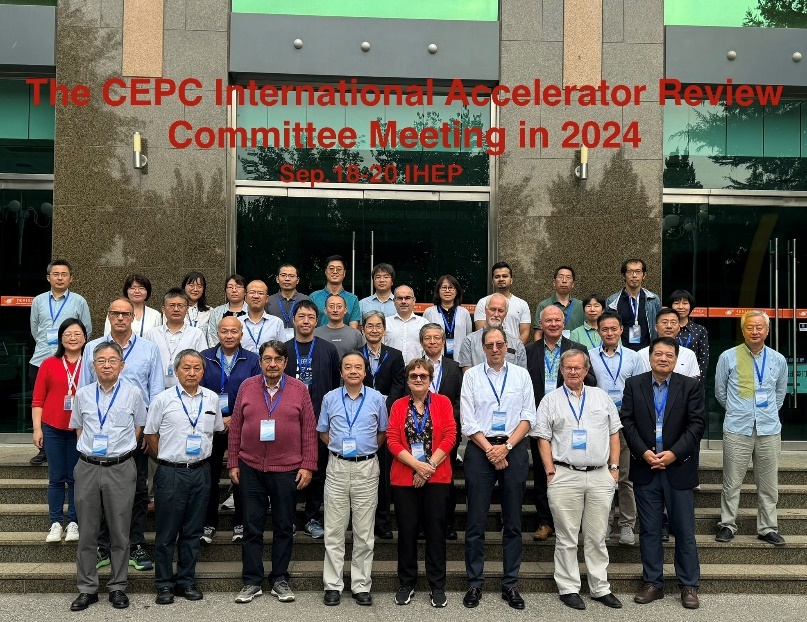 The CEPC International Accelerator Review
Committee Meeting in 2024
Sep.18-20 IHEP